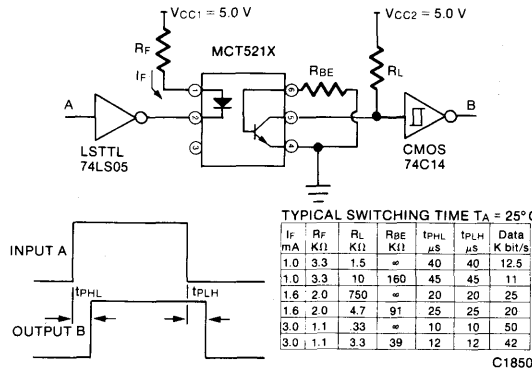 VCC1 = 5.0 V
VCC2 = 5.0 V
RF
MCT521X
RBE
RL
IF
A
B
1
2
3
6
5
4
LSTTL
74LS05
CMOS
74C14
INPUT A
tPHL
tPLH
OUTPUT B
TYPICAL SWITCHING TIME TA = 25°C
IF RF RL RBE tPHL tPLH Data
mA KΩ KΩ KΩ μs μs K bit/s
1.0 3.3 1.5 ∞ 40 40 12.5
1.0 3.3 10 160 45 45 11
1.6 2.0 750 ∞ 20 20 25
1.6 2.0 4.7 91 25 25 20
3.0 1.1 .33 ∞ 10 10 50
3.0 1.1 3.3 39 12 12 42
C1850